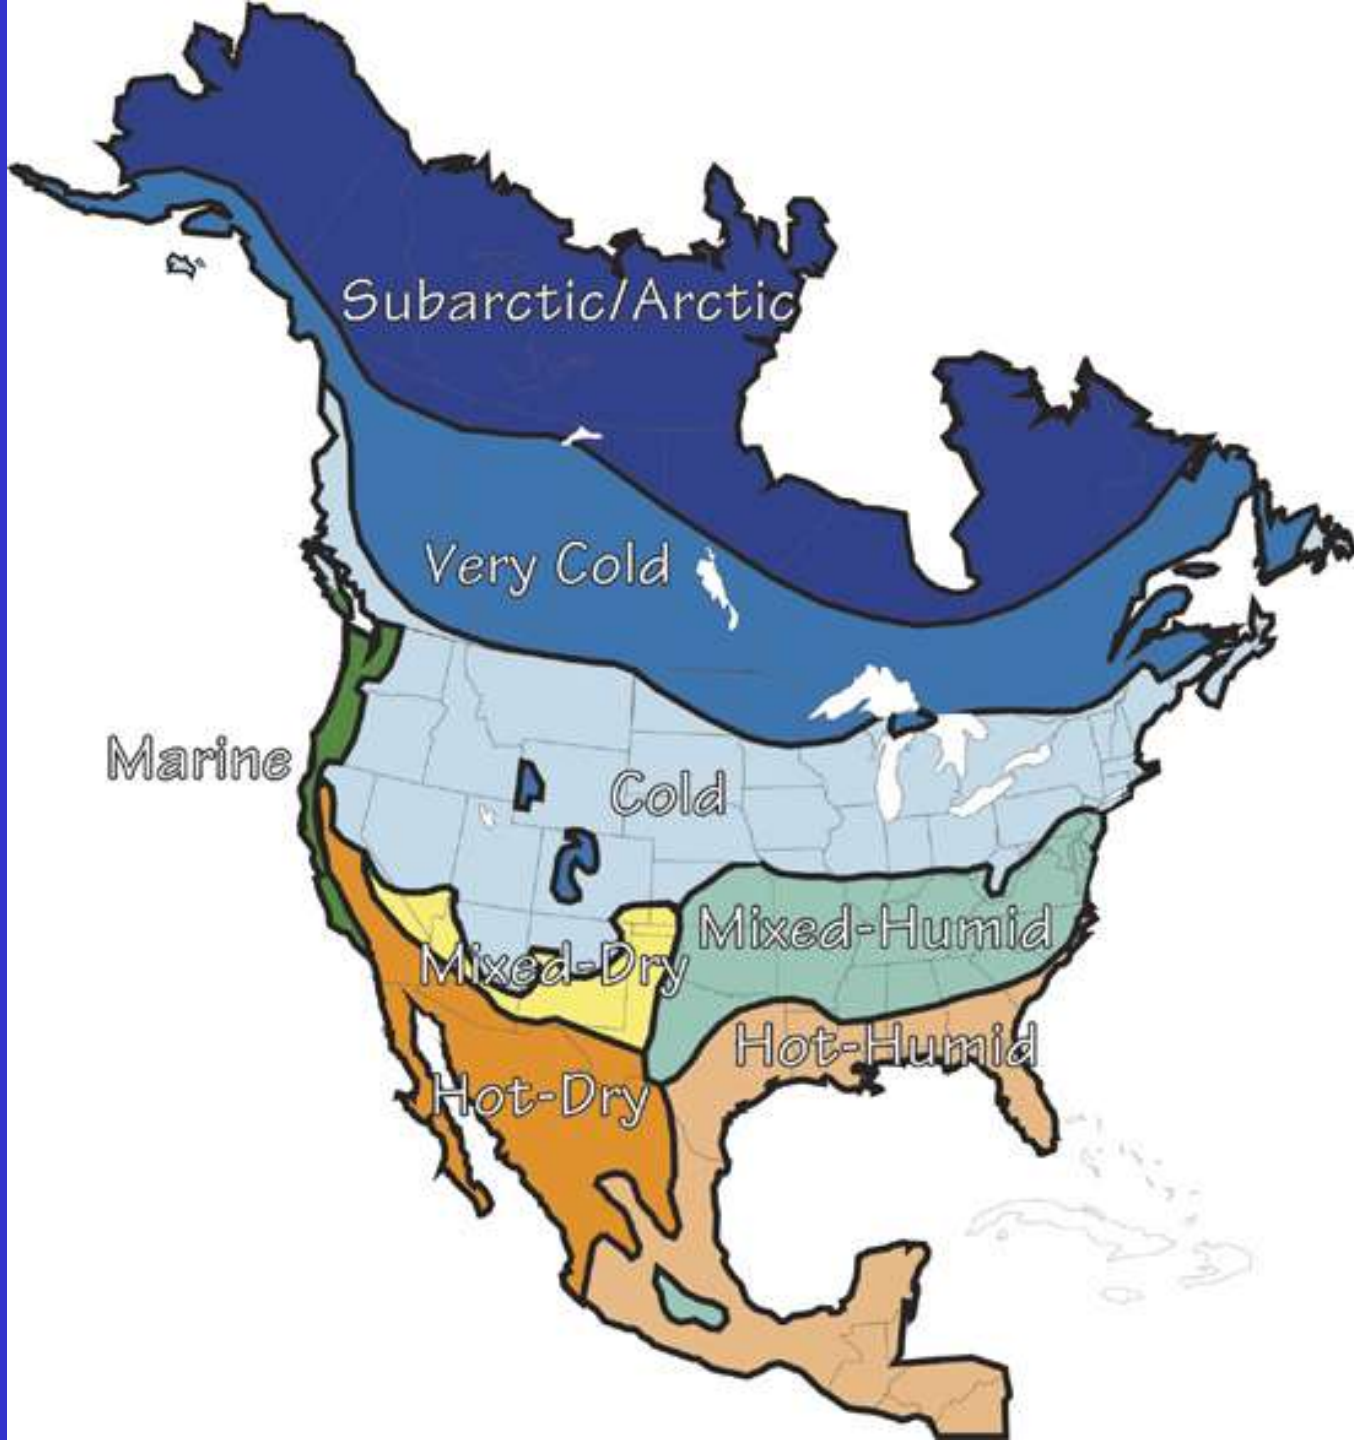 Subarctic/Arctic
Very Cold
Marine
Cold
Mixed-Humid
Mixed-Dry
Hot-Humid
Hot-Dry